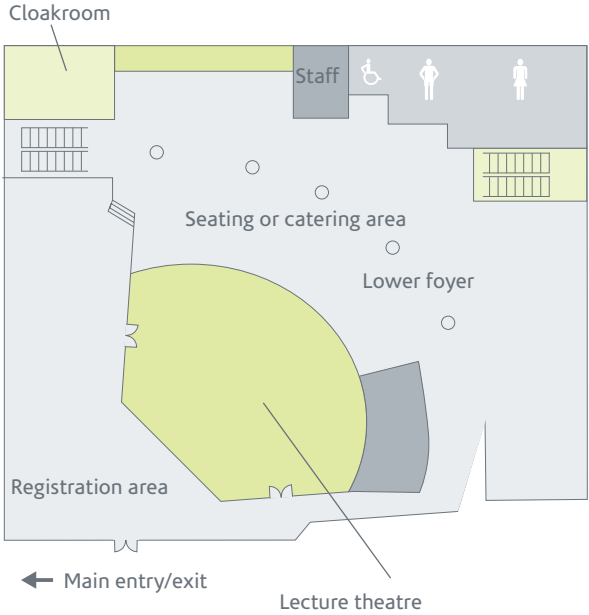 Cloakroom
Staff
Seating or catering area
Lower foyer
Registration area
Main entry/exit
Lecture theatre